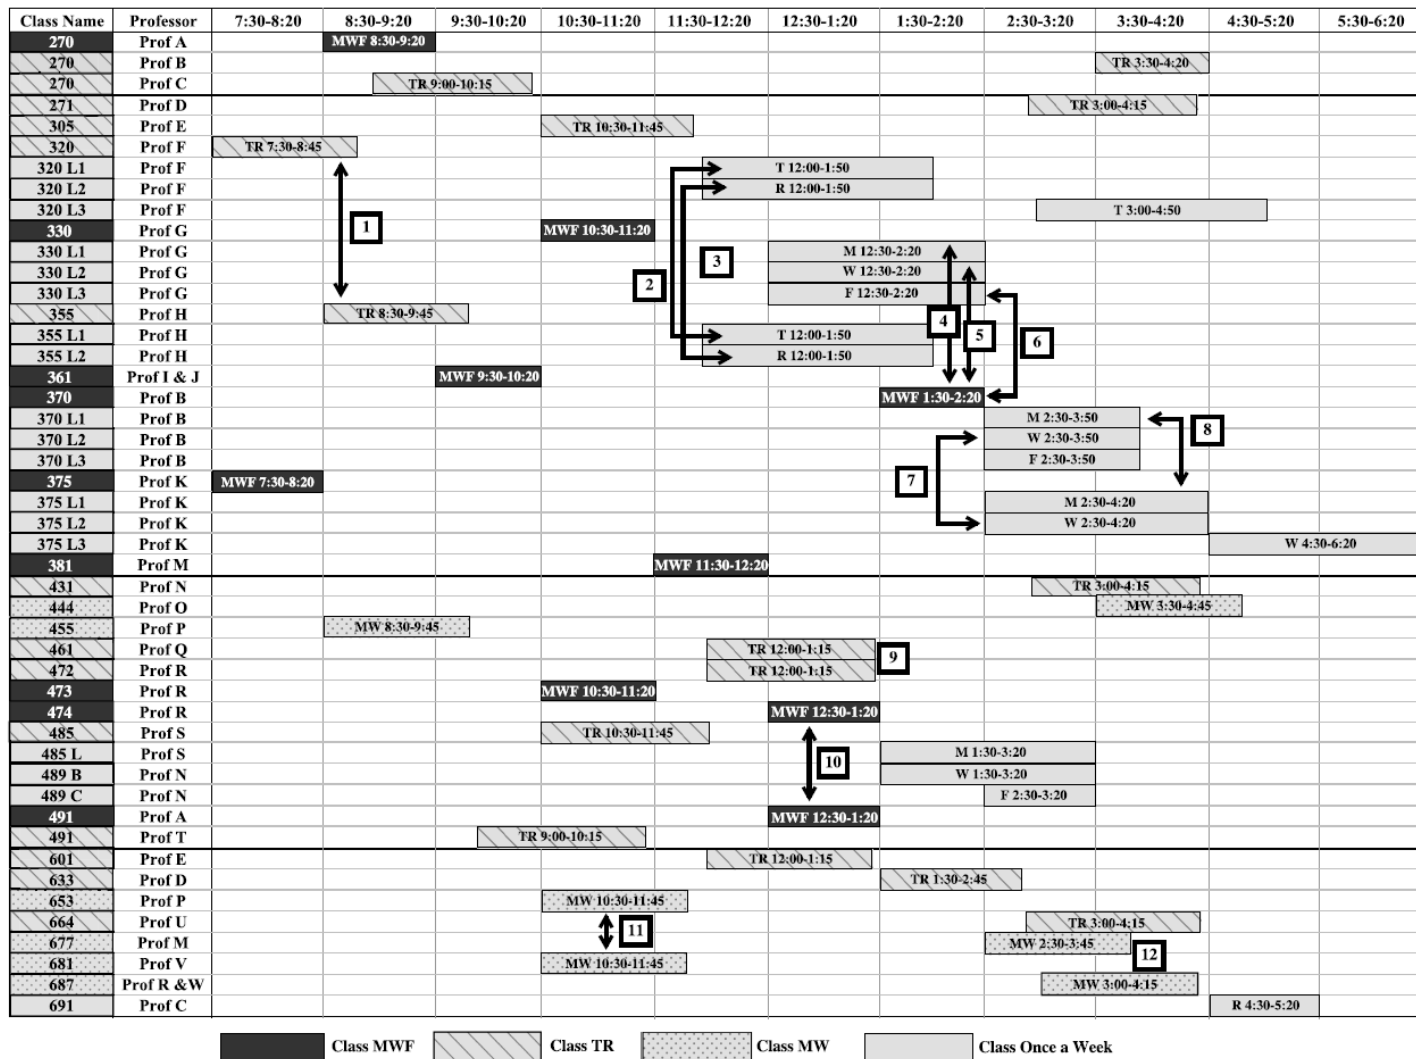 Class Name Professor 7:30-8:20 8:30-9:20 9:30-10:20 10:30-11:20 11:30-12:20 12:30-1:20 1:30-2:20 2:30-3:20 3:30-4:20 4:30-5:20 5:30-6:20
270 Prof A MWF 8:30-9:20
270 Prof B TR 3:30-4:20
270 Prof C TR 9:00-10:15
271 Prof D TR 3:00-4:15
305 Prof E TR 10:30-11:45
320 Prof F TR 7:30-8:45
320 L1 Prof F T 12:00-1:50
320 L2 Prof F R 12:00-1:50
320 L3 Prof F T 3:00-4:50
1
330 Prof G MWF 10:30-11:20
330 L1 Prof G M 12:30-2:20
3
330 L2 Prof G W 12:30-2:20
2
330 L3 Prof G F 12:30-2:20
355 Prof H TR 8:30-9:45
4
355 L1 Prof H T 12:00-1:50
5
6
355 L2 Prof H R 12:00-1:50
361 Prof I & J MWF 9:30-10:20
370 Prof B MWF 1:30-2:20
370 L1 Prof B M 2:30-3:50
8
370 L2 Prof B W 2:30-3:50
370 L3 Prof B F 2:30-3:50
375 Prof K MWF 7:30-8:20
7
375 L1 Prof K M 2:30-4:20
375 L2 Prof K W 2:30-4:20
375 L3 Prof K W 4:30-6:20
381 Prof M MWF 11:30-12:20
431 Prof N TR 3:00-4:15
444 Prof O MW 3:30-4:45
455 Prof P MW 8:30-9:45
461 Prof Q TR 12:00-1:15
9
472 Prof R TR 12:00-1:15
473 Prof R MWF 10:30-11:20
474 Prof R MWF 12:30-1:20
485 Prof S TR 10:30-11:45
485 L Prof S M 1:30-3:20
10
489 B Prof N W 1:30-3:20
489 C Prof N F 2:30-3:20
491 Prof A MWF 12:30-1:20
491 Prof T TR 9:00-10:15
601 Prof E TR 12:00-1:15
633 Prof D TR 1:30-2:45
653 Prof P MW 10:30-11:45
664 Prof U TR 3:00-4:15
11
677 Prof M MW 2:30-3:45
12
681 Prof V MW 10:30-11:45
687 Prof R &W MW 3:00-4:15
691 Prof C R 4:30-5:20
Class MWF Class TR Class MW Class Once a Week